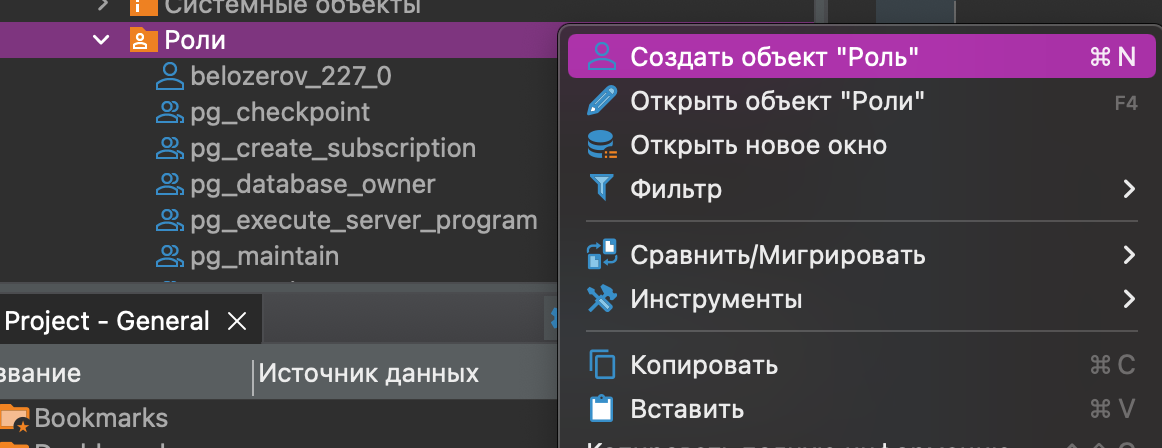 Системные объекты
Роли
belozerov_227_0
pg_checkpoint
pg_create_subscription
pg_database_owner
pg_execute_server_program
pg_maintain
Создать объект "Роль" ⌘ N
Открыть объект "Роли" F4
Открыть новое окно
Фильтр
Сравнить/Мигрировать
Инструменты
Копировать ⌘ C
Вставить ⌘ V
Project - General
звание Источник данных
Bookmarks